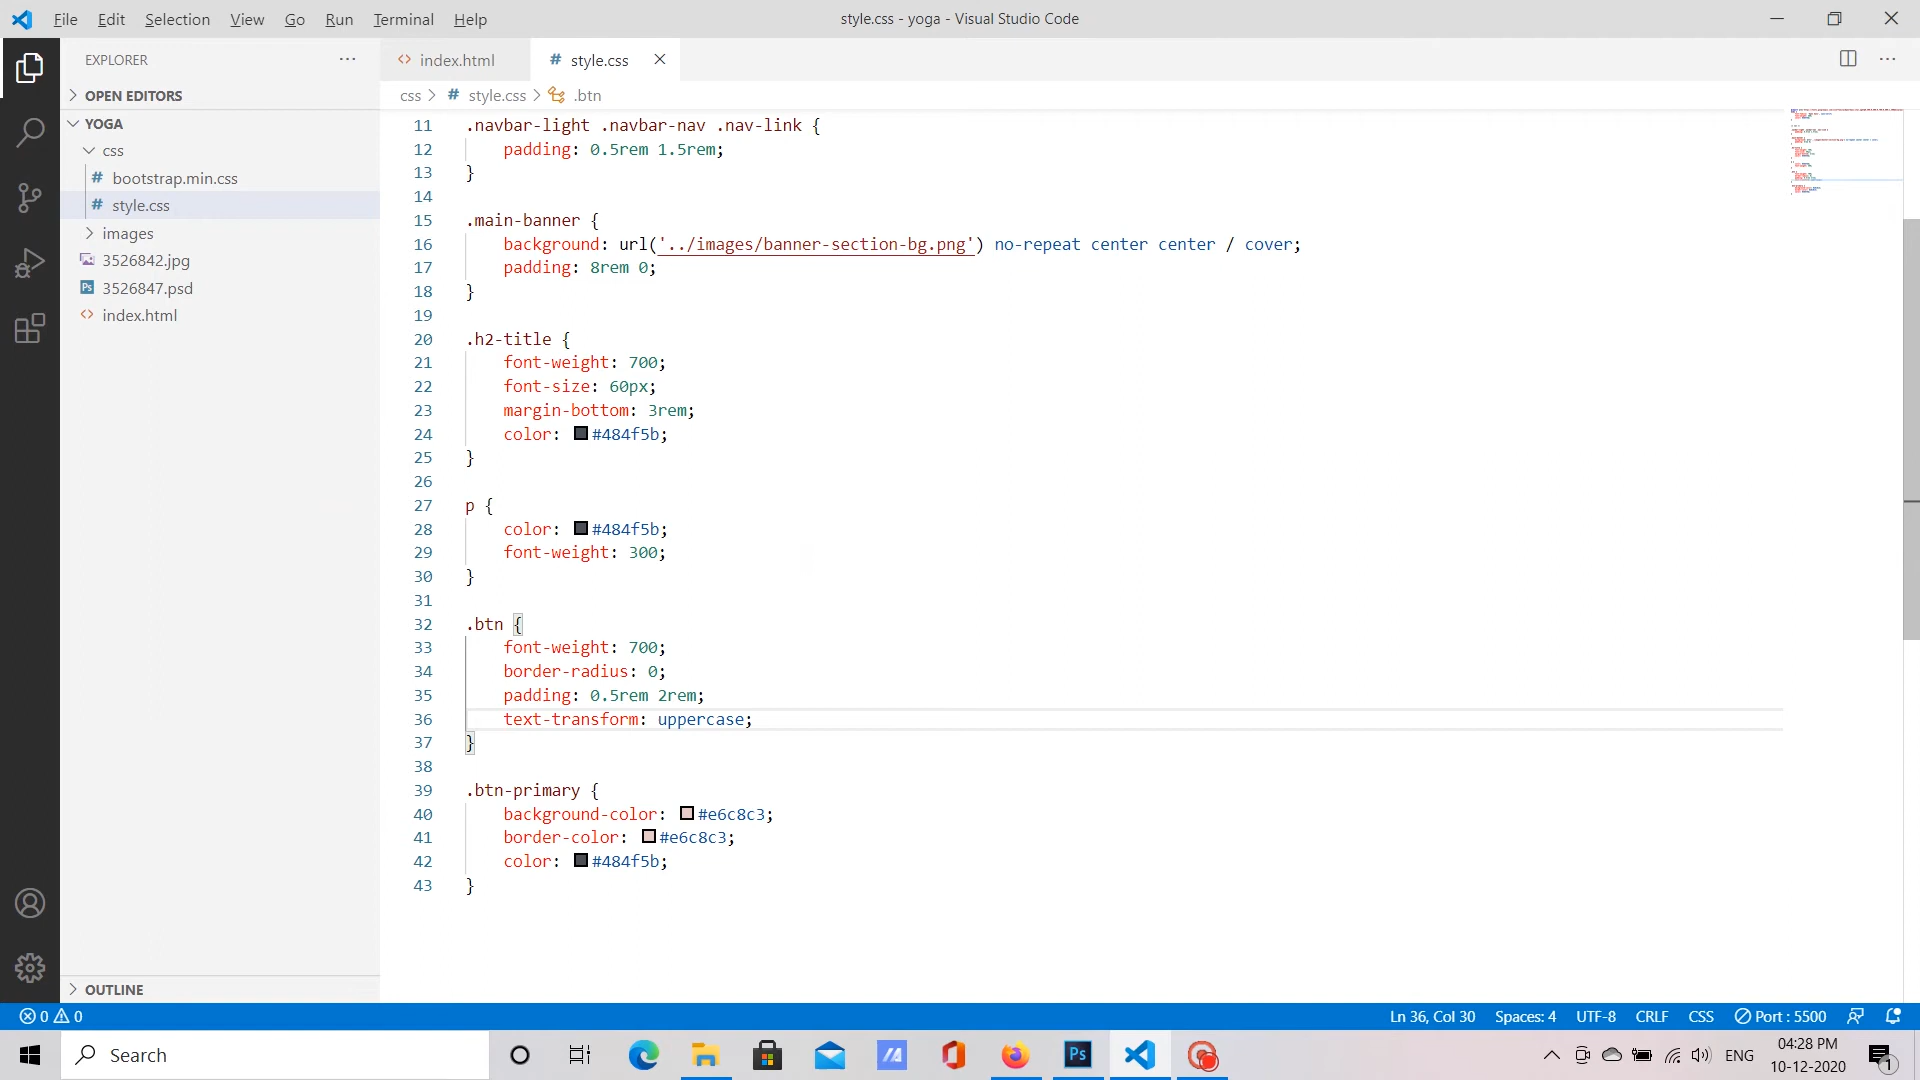 File Edit Selection View Go Run Terminal Help
style.css - yoga - Visual Studio Code
EXPLORER
OPEN EDITORS
YOGA
css
# bootstrap.min.css
# style.css
images
3526842.jpg
Ps 3526847.psd
<> index.html
<> index.html
# style.css
css > # style.css > .btn
11 .navbar-light .navbar-nav .nav-link {
12 padding: 0.5rem 1.5rem;
13 }
14
15 .main-banner {
16 background: url('../images/banner-section-bg.png') no-repeat center center / cover;
17 padding: 8rem 0;
18 }
19
20 .h2-title {
21 font-weight: 700;
22 font-size: 60px;
23 margin-bottom: 3rem;
24 color: #484f5b;
25 }
26
27 p {
28 color: #484f5b;
29 font-weight: 300;
30 }
31
32 .btn {
33 font-weight: 700;
34 border-radius: 0;
35 padding: 0.5rem 2rem;
36 text-transform: uppercase;
37 }
38
39 .btn-primary {
40 background-color: #e6c8c3;
41 border-color: #e6c8c3;
42 color: #484f5b;
43 }
OUTLINE
0 0
Ln 36, Col 30 Spaces: 4 UTF-8 CRLF CSS Port : 5500
Search
Ps
ENG
04:28 PM
10-12-2020
1